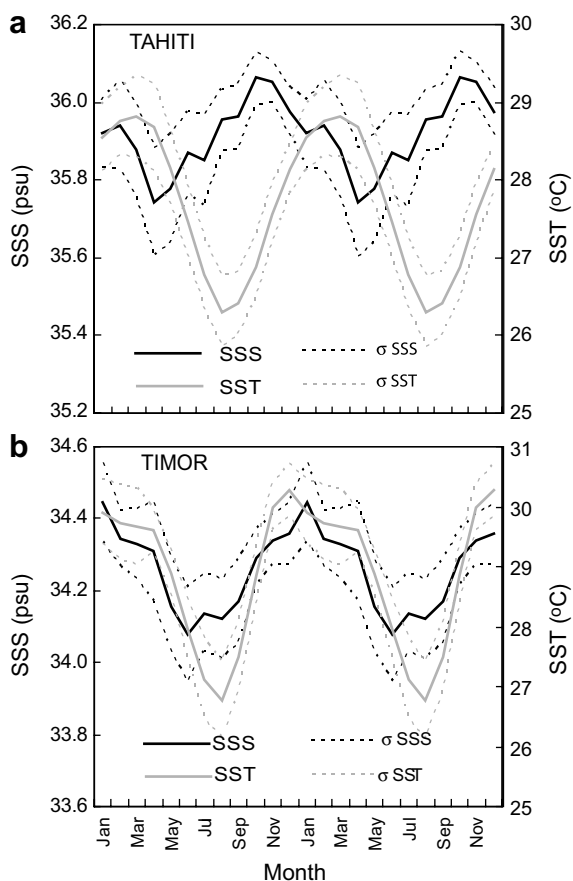 a
TAHITI
36.2
36.0
35.8
35.6
35.4
35.2
SSS (psu)
30
29
28
27
26
25
SST (oC)
SSS
σ SSS
SST
σ SST
b
TIMOR
34.6
34.4
34.2
34.0
33.8
33.6
SSS (psu)
31
30
29
28
27
26
25
SST (oC)
SSS
σ SSS
SST
σ SST
Jan
Mar
May
Jul
Sep
Nov
Jan
Mar
May
Jul
Sep
Nov
Month